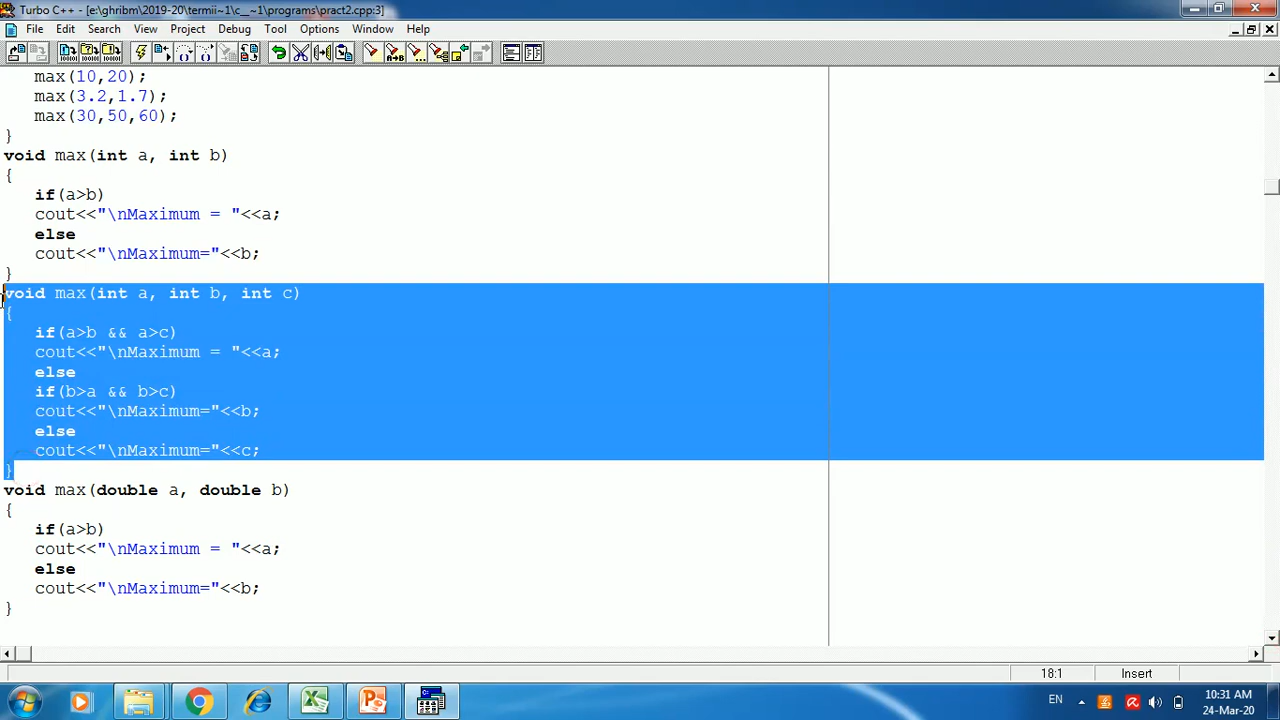 Turbo C++ - [e:\ghribm\2019-20\termii~1\c__~1\programs\pract2.cpp:3]
File Edit Search View Project Debug Tool Options Window Help
max(10,20);
max(3.2,1.7);
max(30,50,60);
}
void max(int a, int b)
{
if(a>b)
cout<<"\nMaximum = "<<a;
else
cout<<"\nMaximum="<<b;
}
void max(int a, int b, int c)
{
if(a>b && a>c)
cout<<"\nMaximum = "<<a;
else
if(b>a && b>c)
cout<<"\nMaximum="<<b;
else
cout<<"\nMaximum="<<c;
}
void max(double a, double b)
{
if(a>b)
cout<<"\nMaximum = "<<a;
else
cout<<"\nMaximum="<<b;
}
18:1 Insert
EN 10:31 AM
24-Mar-20